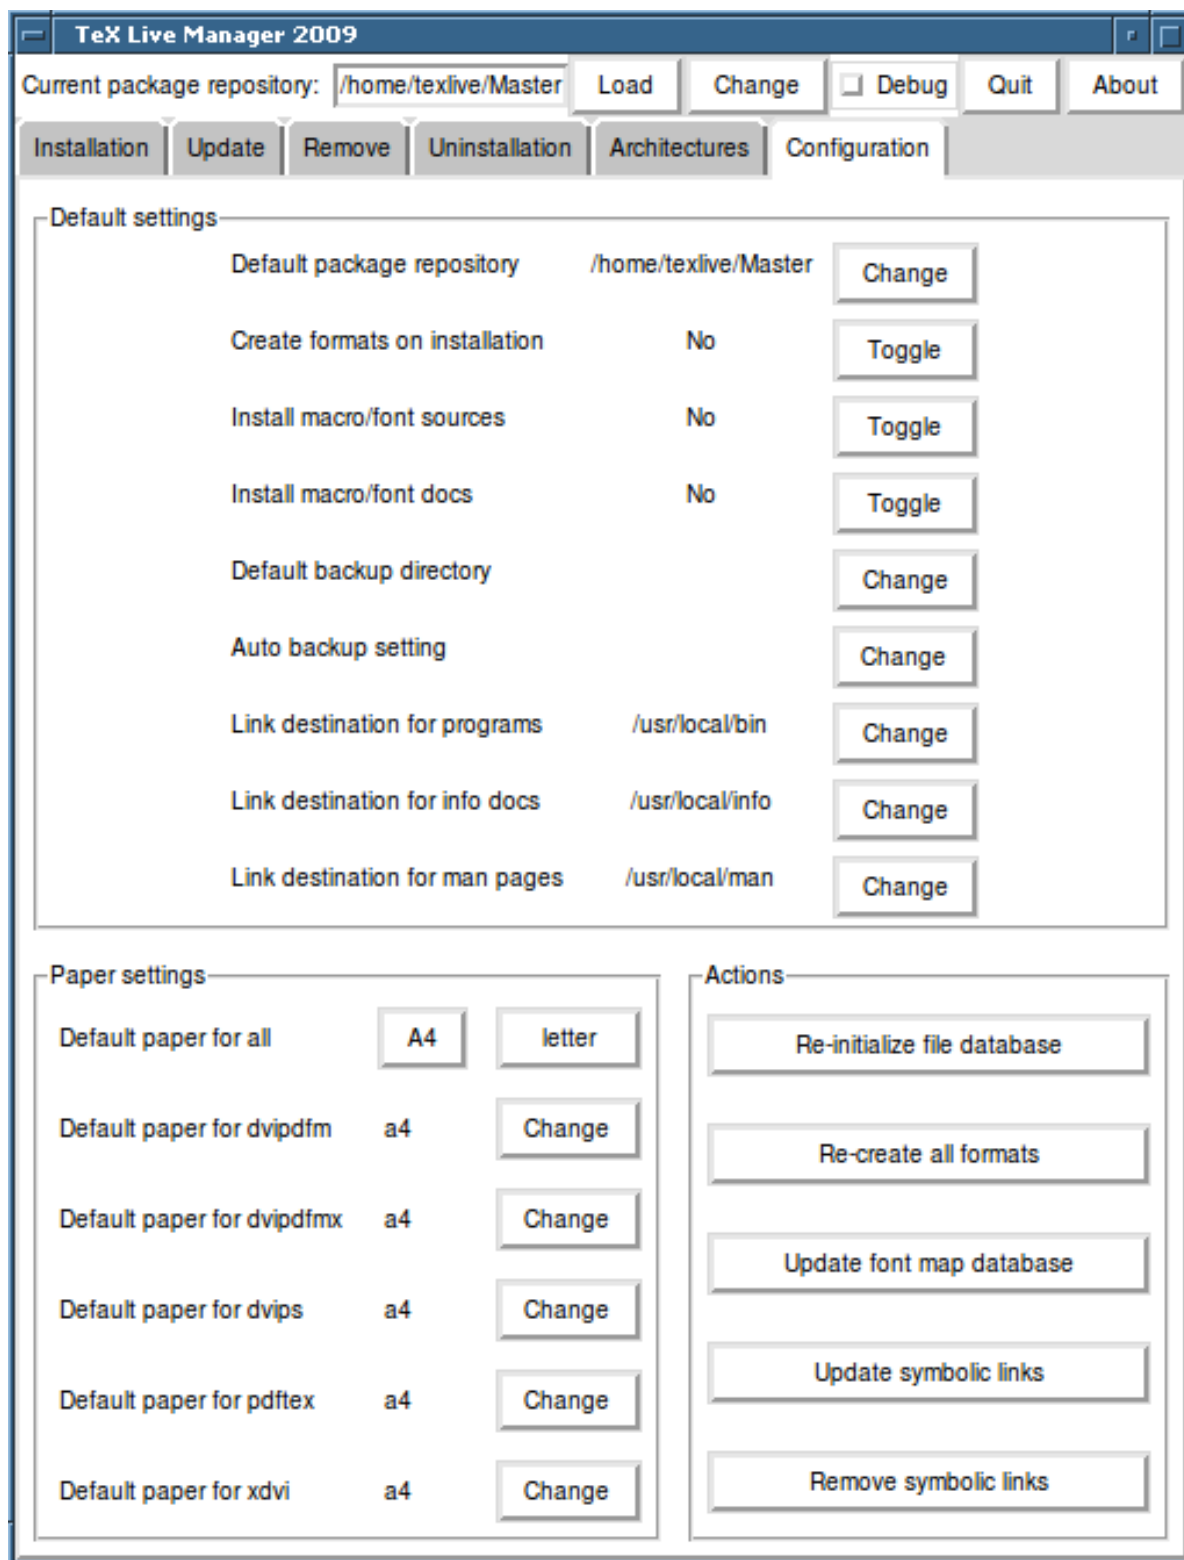 TeX Live Manager 2009
Current package repository: /home/texlive/Master Load Change Debug Quit About
Installation Update Remove Uninstallation Architectures Configuration
Default settings
Default package repository /home/texlive/Master Change
Create formats on installation No Toggle
Install macro/font sources No Toggle
Install macro/font docs No Toggle
Default backup directory Change
Auto backup setting Change
Link destination for programs /usr/local/bin Change
Link destination for info docs /usr/local/info Change
Link destination for man pages /usr/local/man Change
Paper settings
Default paper for all A4 letter
Default paper for dvipdfm a4 Change
Default paper for dvipdfmx a4 Change
Default paper for dvips a4 Change
Default paper for pdftex a4 Change
Default paper for xdvi a4 Change
Actions
Re-initialize file database
Re-create all formats
Update font map database
Update symbolic links
Remove symbolic links